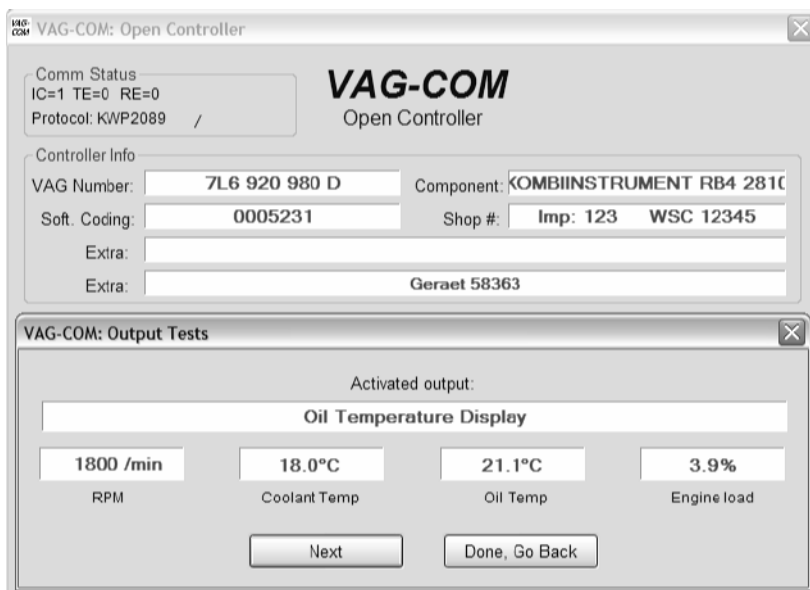 VAG-COM VAG-COM: Open Controller
Comm Status
IC=1 TE=0 RE=0
Protocol: KWP2089 /
VAG-COM
Open Controller
Controller Info
VAG Number: 7L6 920 980 D Component: KOMBIINSTRUMENT RB4 2810
Soft. Coding: 0005231 Shop #: Imp: 123 WSC 12345
Extra:
Extra: Geraet 58363
VAG-COM: Output Tests
Activated output:
Oil Temperature Display
1800 /min 18.0°C 21.1°C 3.9%
RPM Coolant Temp Oil Temp Engine load
Next Done, Go Back